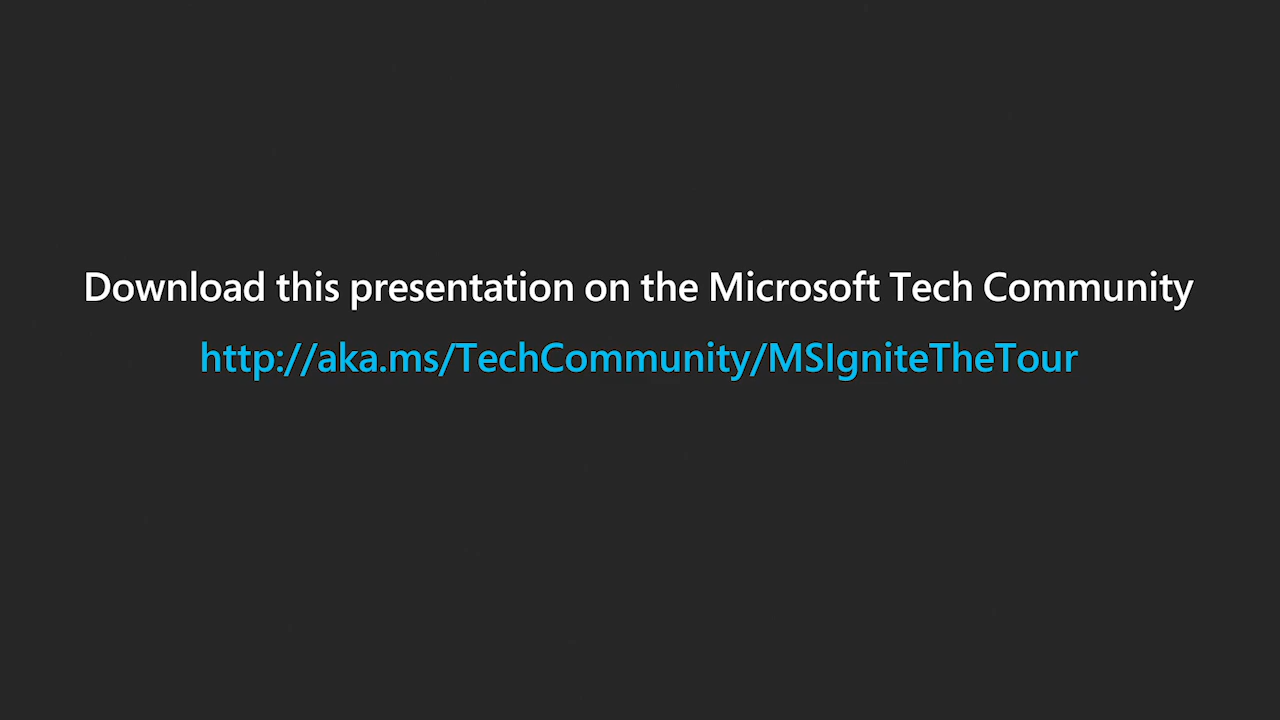 Download this presentation on the Microsoft Tech Community
http://aka.ms/TechCommunity/MSIgniteTheTour